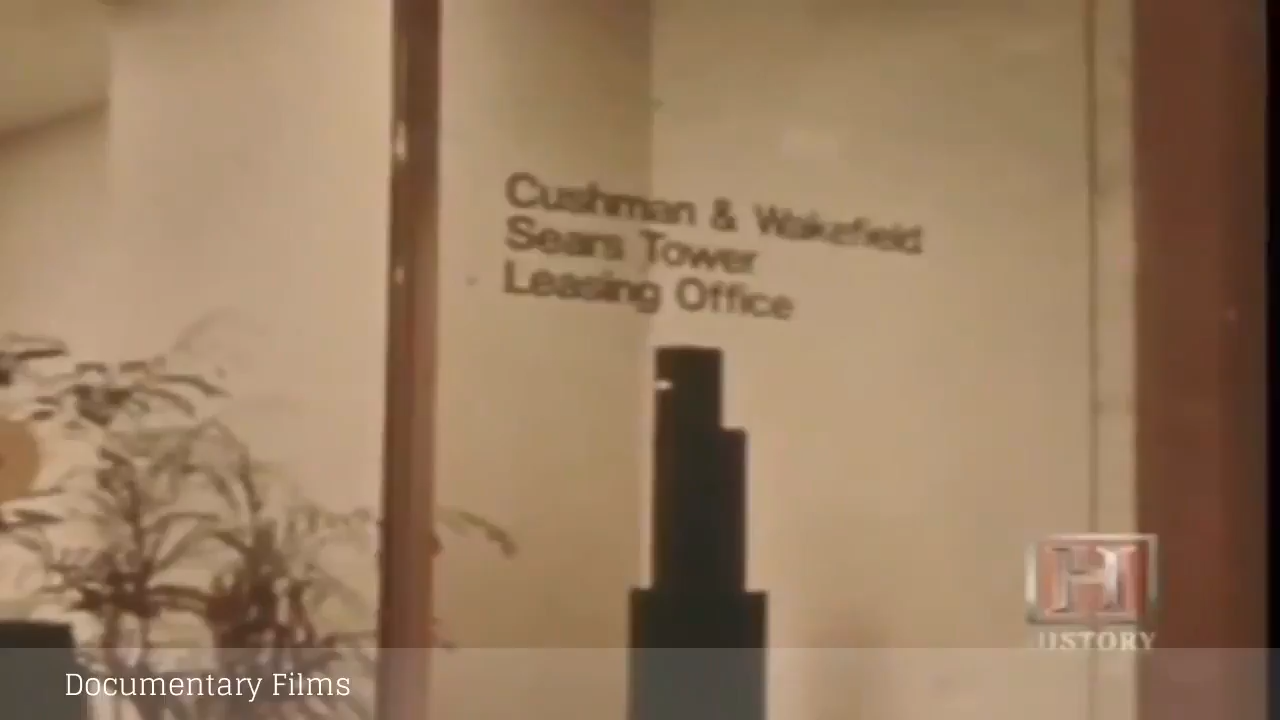 Cushman & Wakefield
Sears Tower
Leasing Office
H
HISTORY
Documentary Films